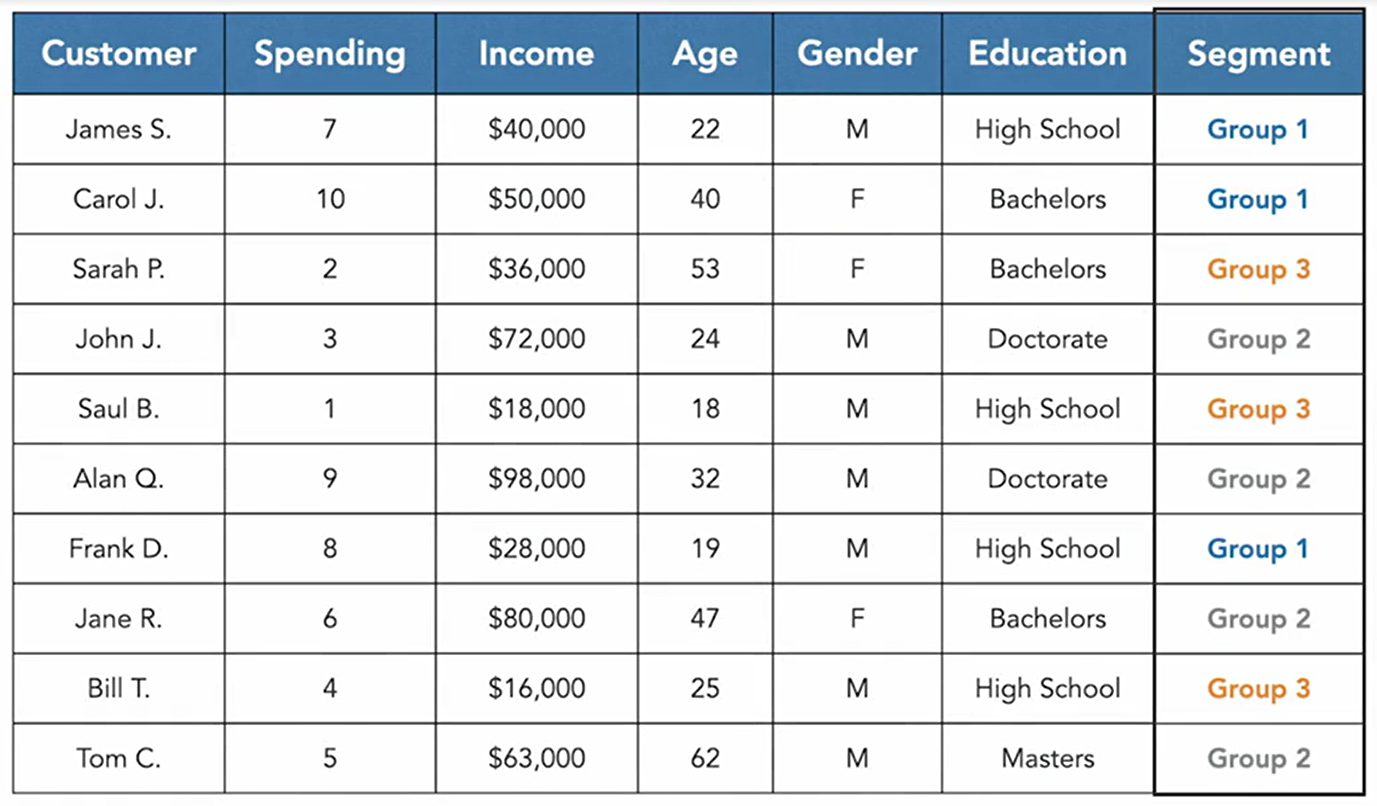 Customer Spending Income Age Gender Education Segment
James S. 7 $40,000 22 M High School Group 1
Carol J. 10 $50,000 40 F Bachelors Group 1
Sarah P. 2 $36,000 53 F Bachelors Group 3
John J. 3 $72,000 24 M Doctorate Group 2
Saul B. 1 $18,000 18 M High School Group 3
Alan Q. 9 $98,000 32 M Doctorate Group 2
Frank D. 8 $28,000 19 M High School Group 1
Jane R. 6 $80,000 47 F Bachelors Group 2
Bill T. 4 $16,000 25 M High School Group 3
Tom C. 5 $63,000 62 M Masters Group 2